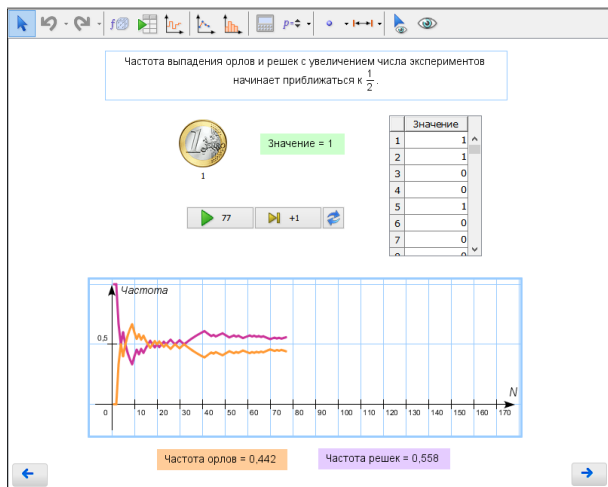 Частота выпадения орлов и решек с увеличением числа экспериментов
начинает приближаться к 1/2.
1
Значение = 1
77 +1
Значение
1 1
2 1
3 0
4 0
5 1
6 0
7 0
Частота
0,5
N
0 10 20 30 40 50 60 70 80 90 100 110 120 130 140 150 160 170
Частота орлов = 0,442 Частота решек = 0,558